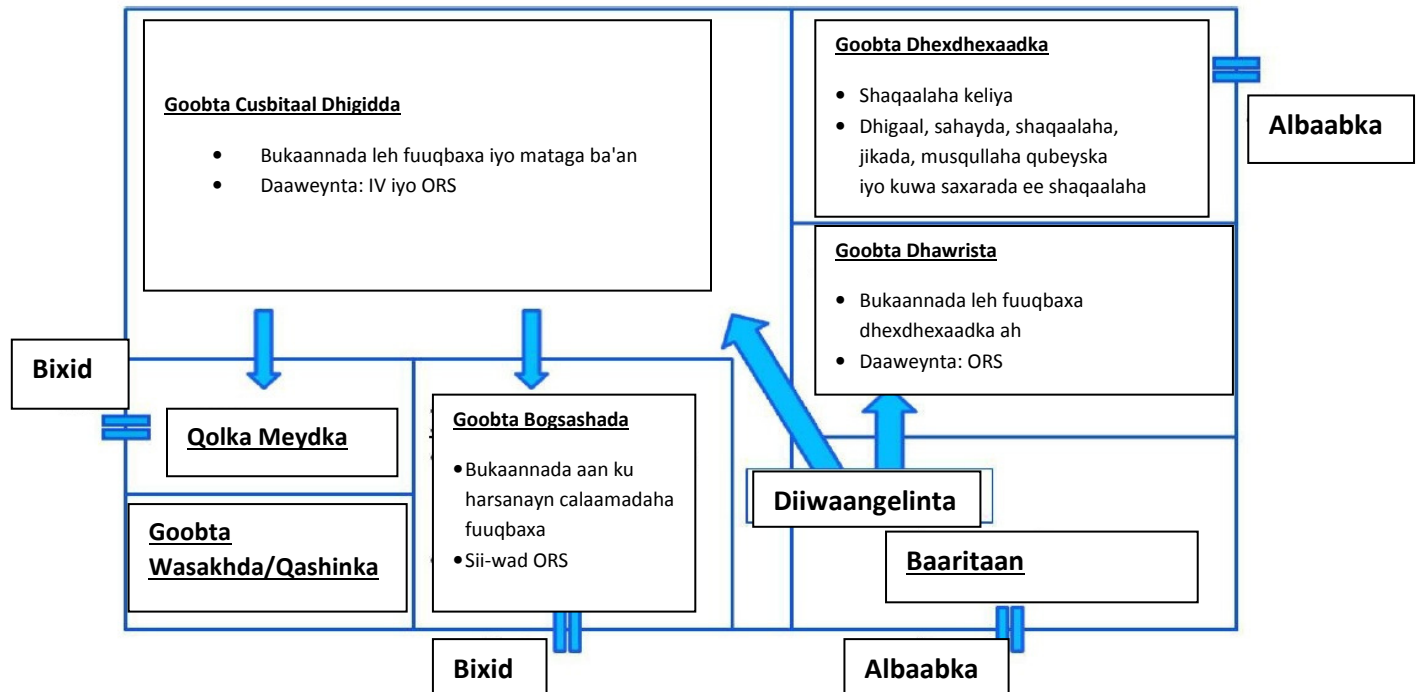 Goobta Cusbitaal Dhigidda
• Bukaannada leh fuuqbaxa iyo mataga ba'an
• Daaweynta: IV iyo ORS
Goobta Dhexdhexaadka
• Shaqaalaha keliya
• Dhigaal, sahayda, shaqaalaha,
jikada, musqullaha qubeyska
iyo kuwa saxarada ee shaqaalaha
Albaabka
Goobta Dhawrista
• Bukaannada leh fuuqbaxa
dhexdhexaadka ah
• Daaweynta: ORS
Bixid
Qolka Meydka
Goobta
Wasakhda/Qashinka
Goobta Bogsashada
• Bukaannada aan ku
harsanayn calaamadaha
fuuqbaxa
• Sii-wad ORS
Diiwaangelinta
Baaritaan
Bixid
Albaabka